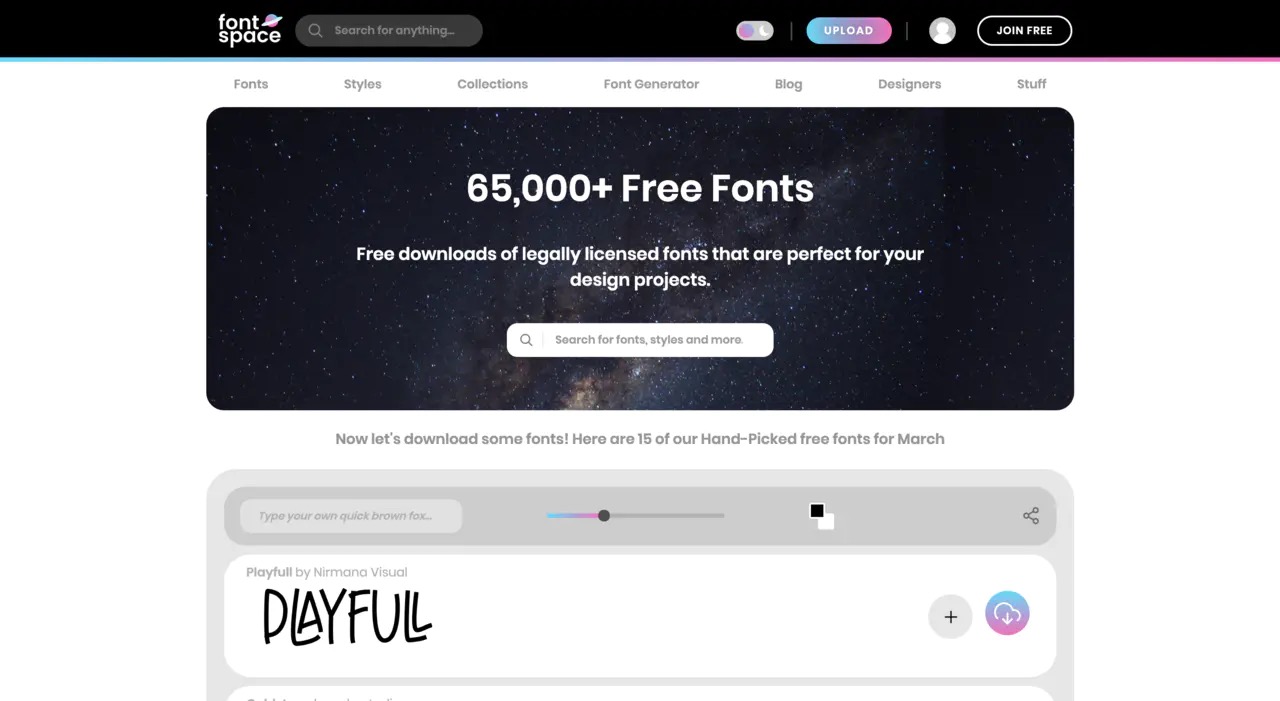 font
space
Search for anything...
UPLOAD
JOIN FREE
Fonts
Styles
Collections
Font Generator
Blog
Designers
Stuff
65,000+ Free Fonts
Free downloads of legally licensed fonts that are perfect for your
design projects.
Search for fonts, styles and more.
Now let's download some fonts! Here are 15 of our Hand-Picked free fonts for March
Type your own quick brown fox...
Playfull by Nirmana Visual
PLAYFULL